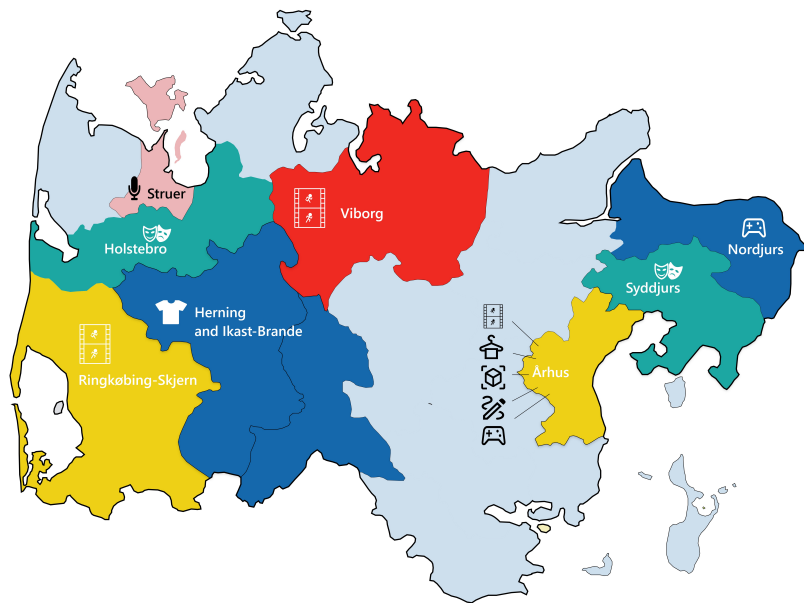 Struer
Viborg
Holstebro
Nordjurs
Syddjurs
Herning
and Ikast-Brande
Århus
Ringkøbing-Skjern